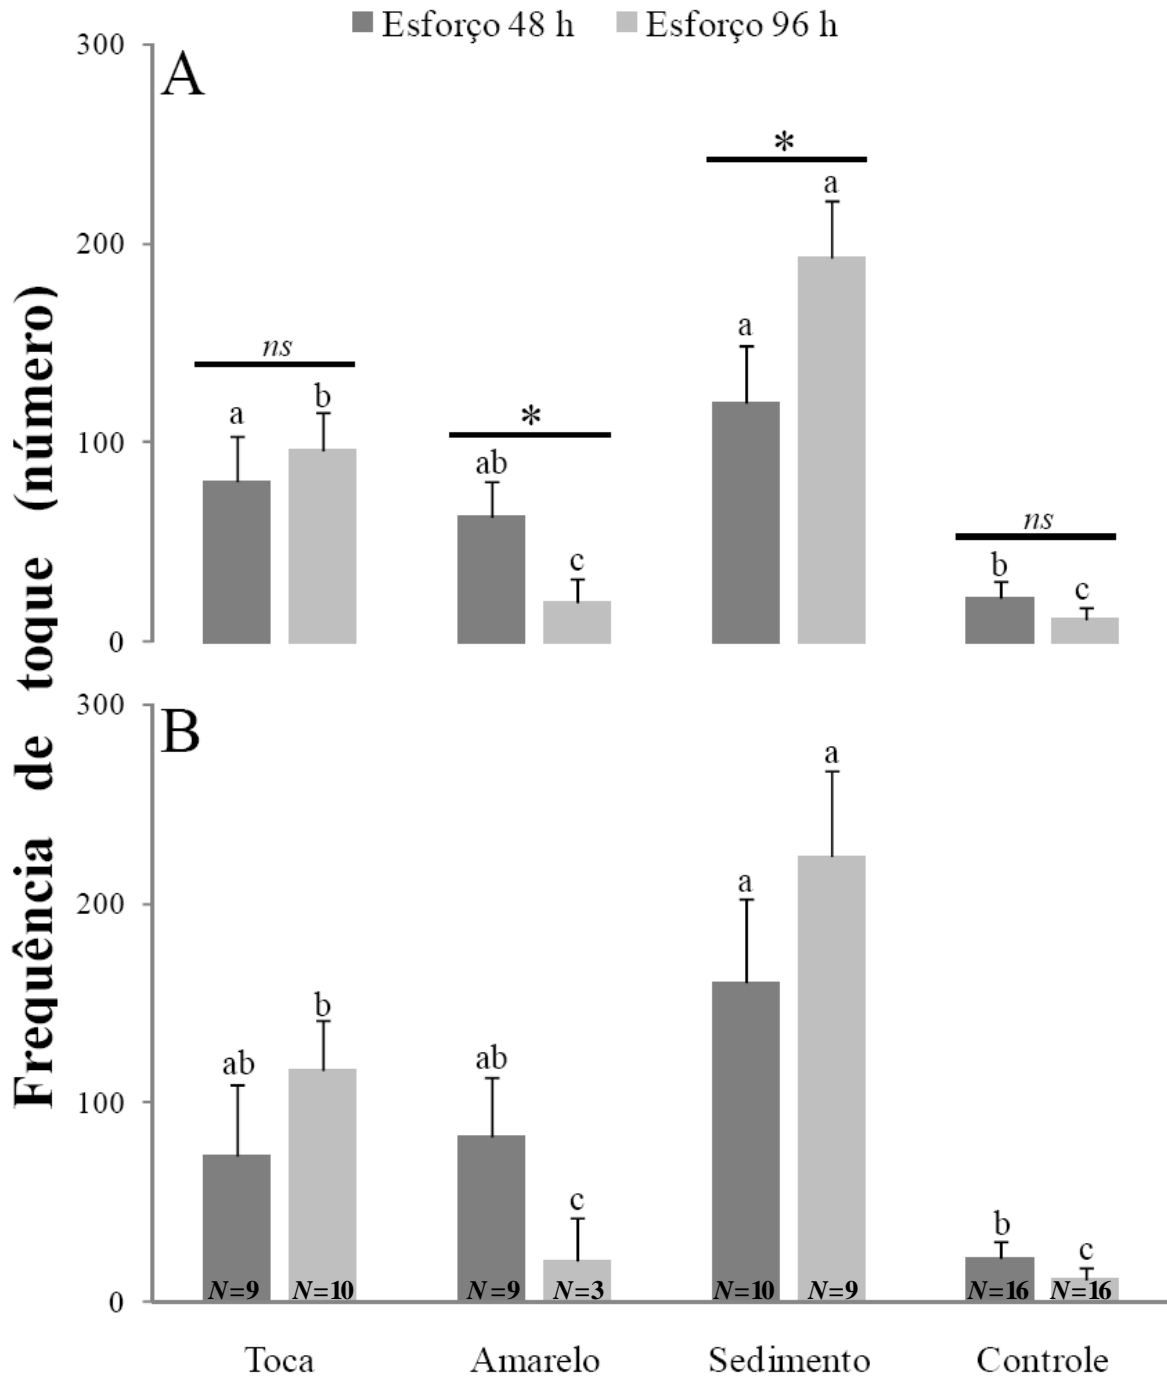 Esforço 48 h Esforço 96 h
Frequência de toque (número)
300
A
*
a
200
a
ns
b
a
*
100
ab
ns
b
c
c
0
300
B
a
a
200
b
ab
ab
100
c
b
c
N=9 N=10 N=9 N=3 N=10 N=9 N=16 N=16
0
Toca Amarelo Sedimento Controle